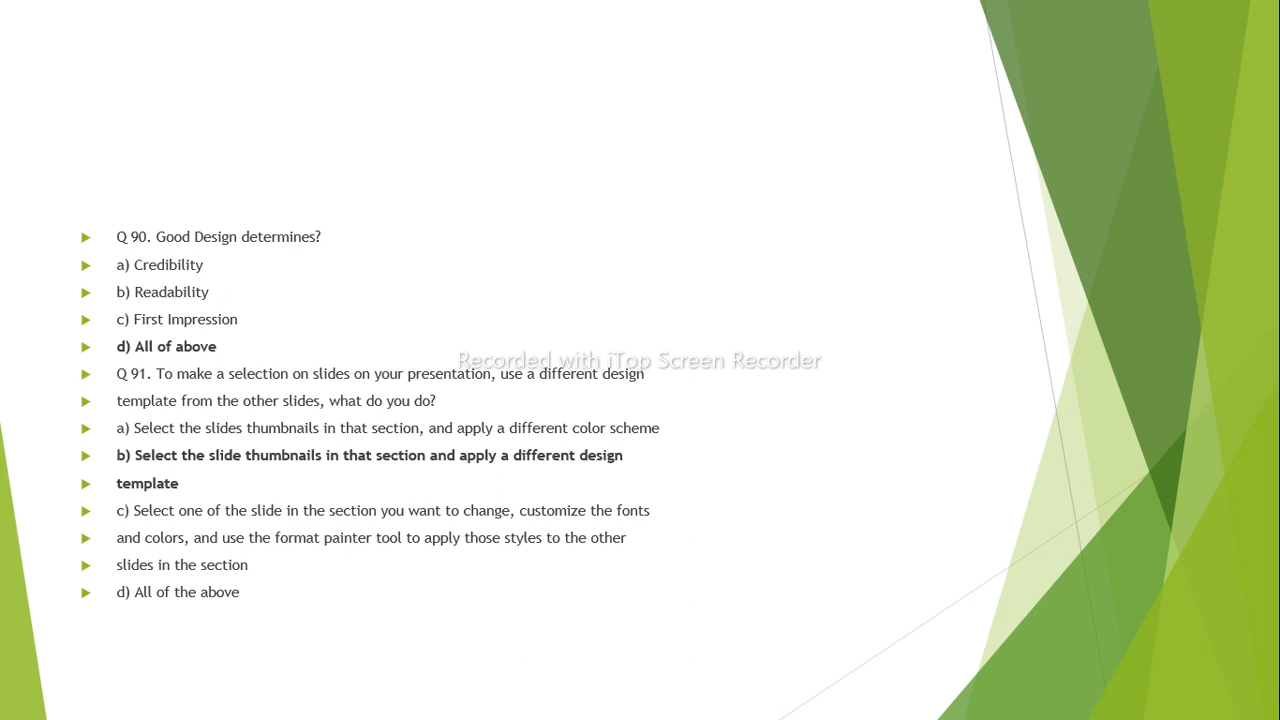 Q 90. Good Design determines?
a) Credibility
b) Readability
c) First Impression
d) All of above
Recorded with iTop Screen Recorder
Q 91. To make a selection on slides on your presentation, use a different design
template from the other slides, what do you do?
a) Select the slides thumbnails in that section, and apply a different color scheme
b) Select the slide thumbnails in that section and apply a different design
template
c) Select one of the slide in the section you want to change, customize the fonts
and colors, and use the format painter tool to apply those styles to the other
slides in the section
d) All of the above